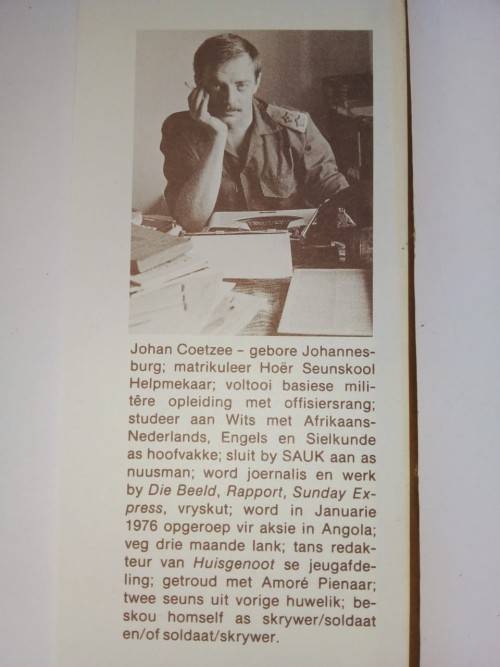 Johan Coetzee – gebore Johannes-
burg; matrikuleer Hoër Seunskool
Helpmekaar; voltooi basiese mili-
têre opleiding met offisiersrang;
studeer aan Wits met Afrikaans-
Nederlands, Engels en Sielkunde
as hoofvakke; sluit by SAUK aan as
nuusman; word joernalis en werk
by Die Beeld, Rapport, Sunday Ex-
press, vryskut; word in Januarie
1976 opgeroep vir aksie in Angola;
veg drie maande lank; tans redak-
teur van Huisgenoot se jeugafde-
ling; getroud met Amoré Pienaar;
twee seuns uit vorige huwelik; be-
skou homself as skrywer/soldaat
en/of soldaat/skrywer.